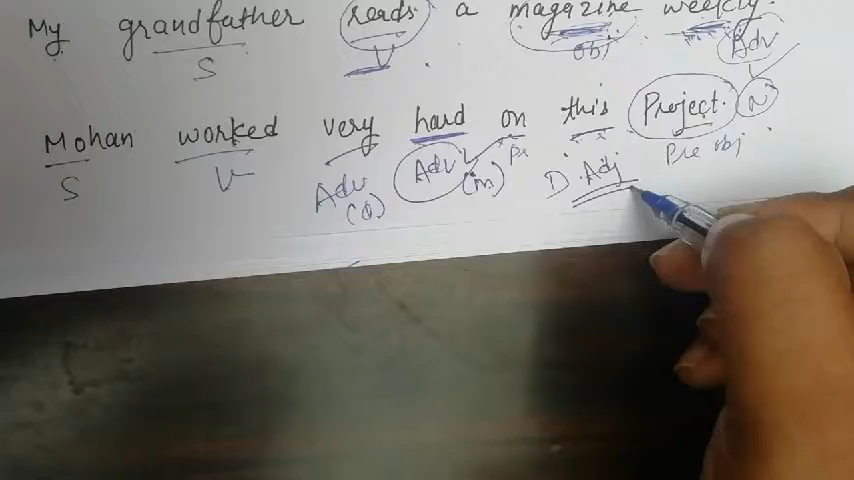 My grandfather reads a magazine weekly.
S V obj Adv
Mohan worked very hard on this Project. N
S V Adv (D) Adv (m) pr D. Adj Pre obj